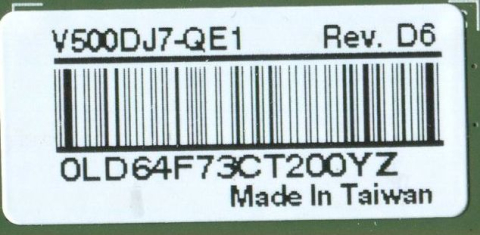 V500DJ7-QE1 Rev. D6
0LD64F73CT200YZ
Made In Taiwan